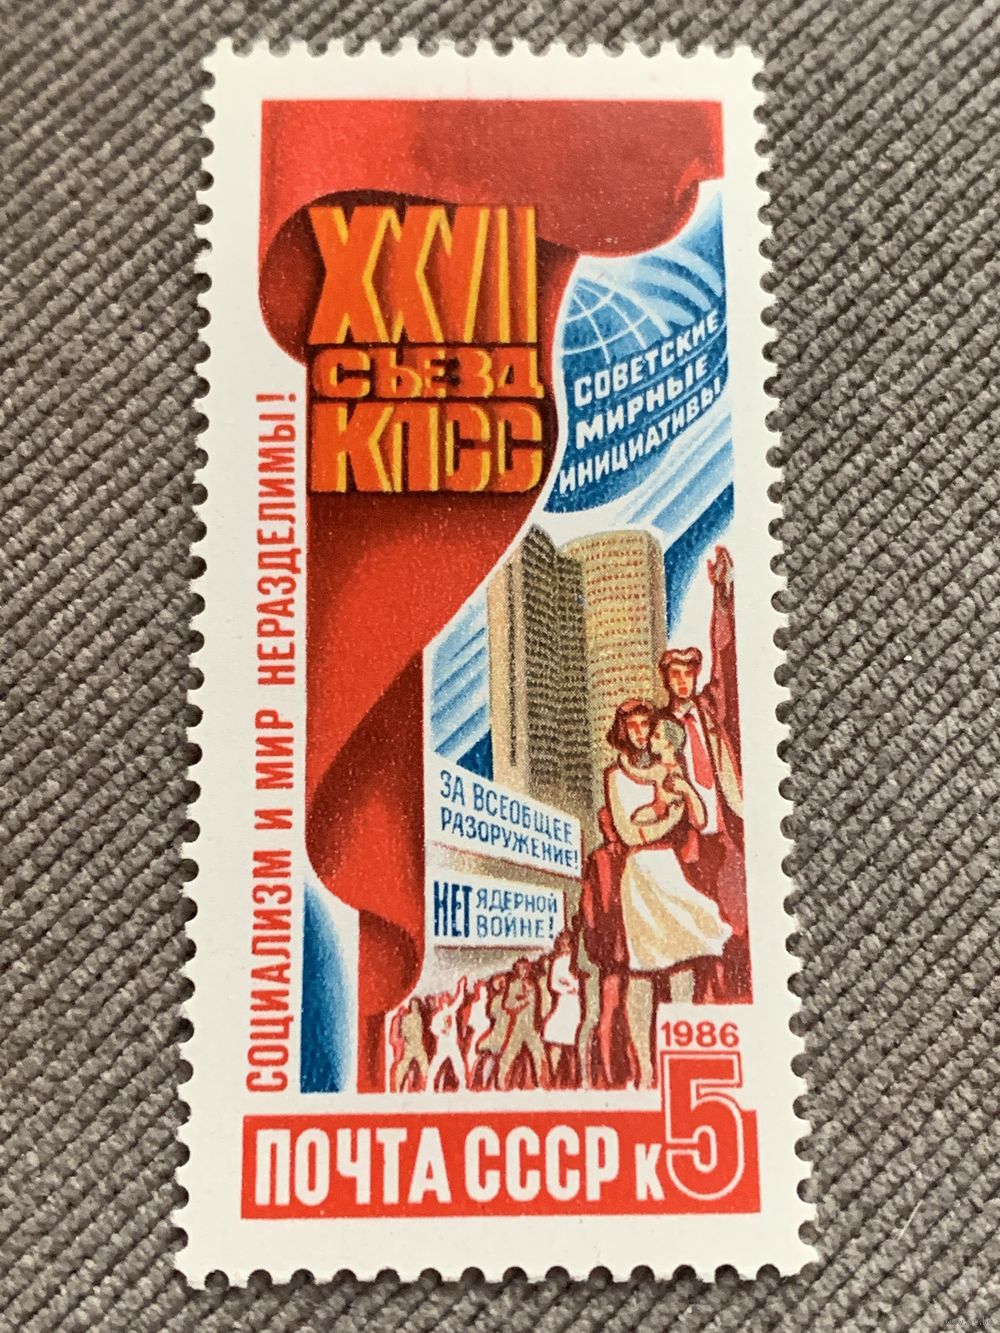 XXVII
СЪЕЗД
КПСС
СОВЕТСКИЕ
МИРНЫЕ
ИНИЦИАТИВЫ
СОЦИАЛИЗМ И МИР НЕРАЗДЕЛИМЫ!
ЗА ВСЕОБЩЕЕ
РАЗОРУЖЕНИЕ!
НЕТ ЯДЕРНОЙ
ВОЙНЕ!
1986
ПОЧТА СССР К5